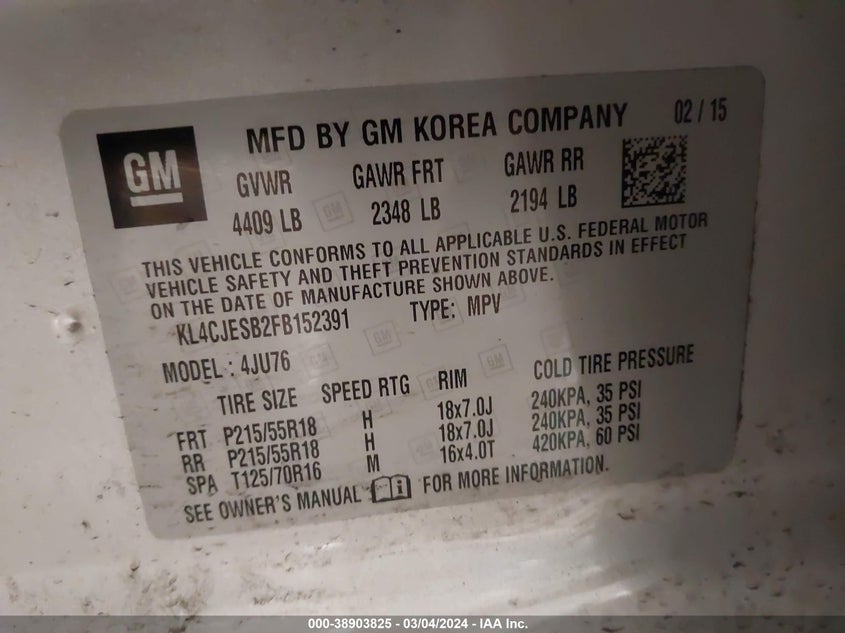 GM
MFD BY GM KOREA COMPANY 02 / 15
GVWR GAWR FRT GAWR RR
4409 LB 2348 LB 2194 LB
THIS VEHICLE CONFORMS TO ALL APPLICABLE U.S. FEDERAL MOTOR
VEHICLE SAFETY AND THEFT PREVENTION STANDARDS IN EFFECT
ON THE DATE OF MANUFACTURE SHOWN ABOVE.
KL4CJESB2FB152391 TYPE: MPV
MODEL : 4JU76
TIRE SIZE SPEED RTG RIM COLD TIRE PRESSURE
FRT P215/55R18 H 18x7.0J 240KPA, 35 PSI
RR P215/55R18 H 18x7.0J 240KPA, 35 PSI
SPA T125/70R16 M 16x4.0T 420KPA, 60 PSI
SEE OWNER'S MANUAL FOR MORE INFORMATION.
000-38903825 - 03/04/2024 - IAA Inc.